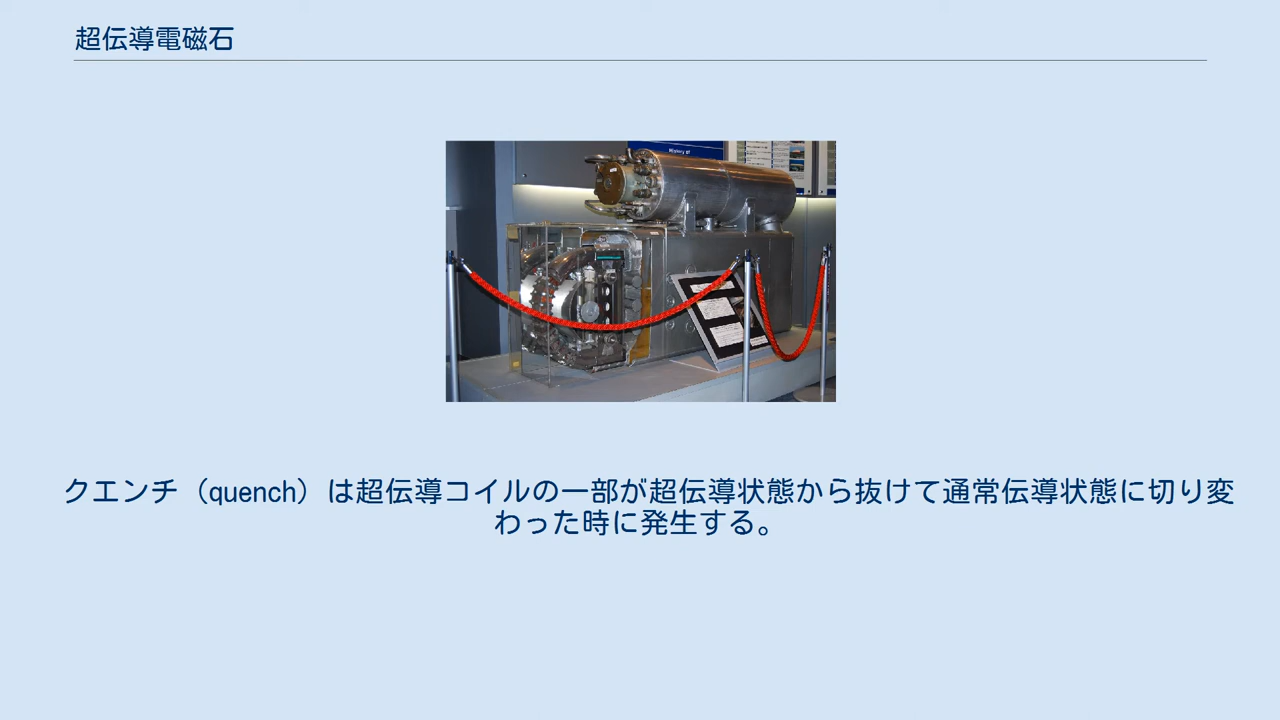 超伝導電磁石
History of
クエンチ（quench）は超伝導コイルの一部が超伝導状態から抜けて通常伝導状態に切り変
わった時に発生する。